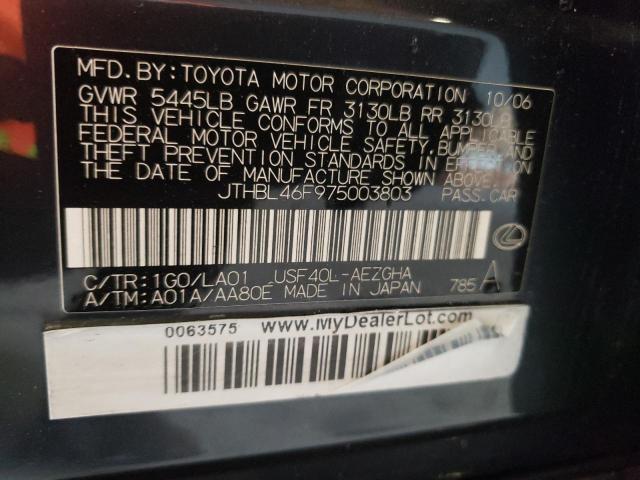 MFD.BY:TOYOTA MOTOR CORPORATION 10/06
GVWR 5445LB GAWR FR 3130LB RR 3130LB
THIS VEHICLE CONFORMS TO ALL APPLICABLE
FEDERAL MOTOR VEHICLE SAFETY, BUMPER, AND
THEFT PREVENTION STANDARDS IN EFFECT ON
THE DATE OF MANUFACTURE SHOWN ABOVE.
JTHBL46F975003803 PASS.CAR
C/TR:1G0/LA01 USF40L-AEZGHA
A/TM:A01A/AA80E MADE IN JAPAN 785 A
0063575 www.MyDealerLot.com